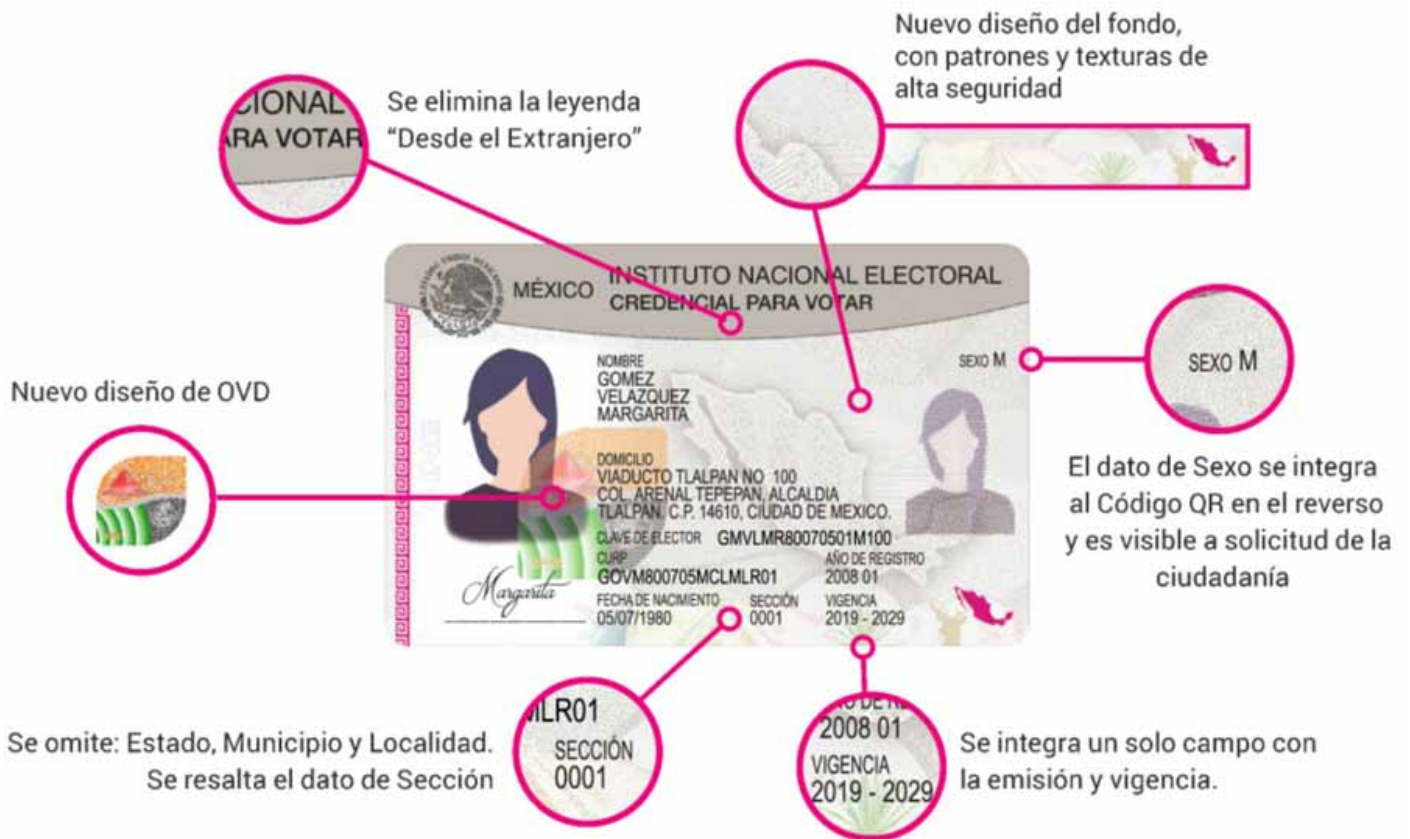 Nuevo diseño del fondo,
con patrones y texturas de
alta seguridad
CIONAL
ARA VOTAR
Se elimina la leyenda
“Desde el Extranjero”
MÉXICO
INSTITUTO NACIONAL ELECTORAL
CREDENCIAL PARA VOTAR
NOMBRE
GOMEZ
VELAZQUEZ
MARGARITA
SEXO M
SEXO M
Nuevo diseño de OVD
DOMICILIO
VIADUCTO TLALPAN NO 100
COL. ARENAL TEPEPAN, ALCALDIA
TLALPAN, C.P. 14610, CIUDAD DE MEXICO.
CLAVE DE ELECTOR GMVLMR80070501M100
CURP
GOVM800705MCLMLR01
AÑO DE REGISTRO
2008 01
Margarita
FECHA DE NACIMIENTO
05/07/1980
SECCIÓN
0001
VIGENCIA
2019 - 2029
El dato de Sexo se integra
al Código QR en el reverso
y es visible a solicitud de la
ciudadanía
Se omite: Estado, Municipio y Localidad.
Se resalta el dato de Sección
MLR01
SECCIÓN
0001
2008 01
VIGENCIA
2019 - 2029
Se integra un solo campo con
la emisión y vigencia.